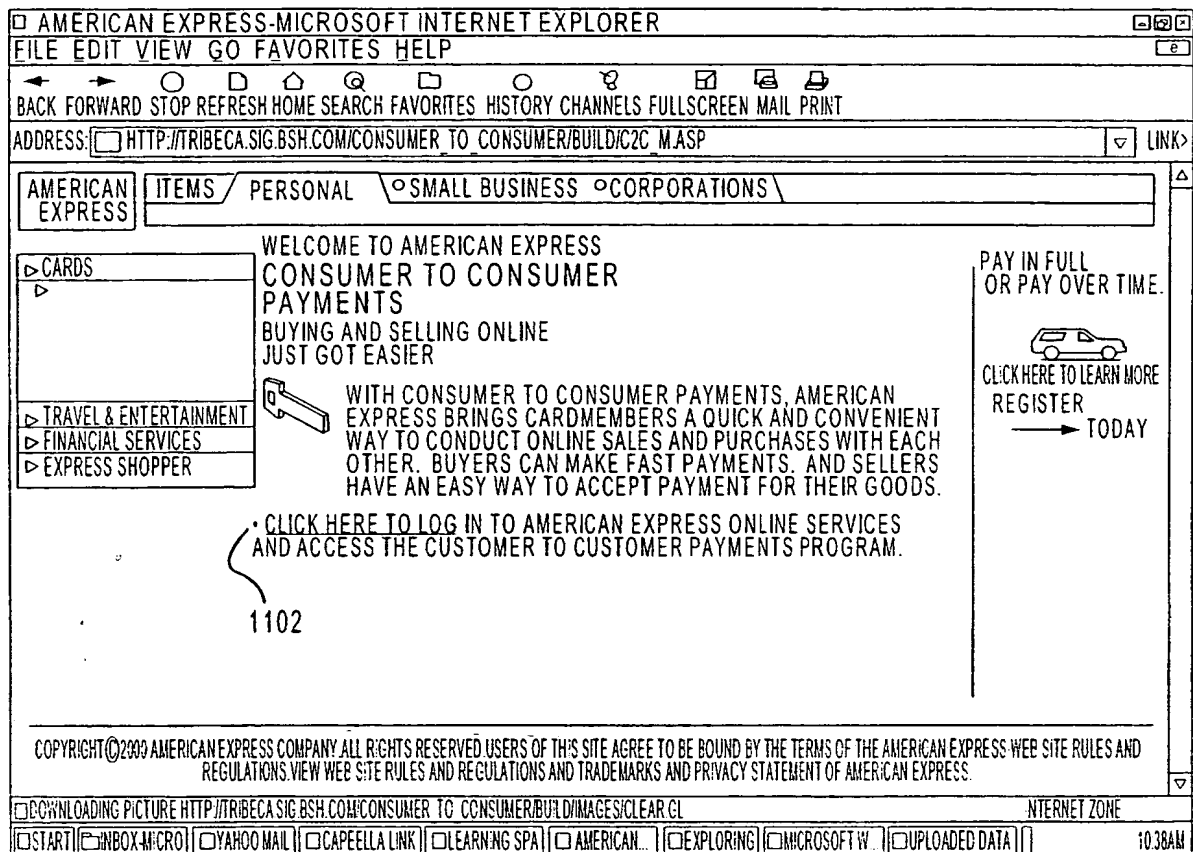 AMERICAN EXPRESS-MICROSOFT INTERNET EXPLORER
FILE EDIT VIEW GO FAVORITES HELP
e
BACK FORWARD STOP REFRESH HOME SEARCH FAVORITES HISTORY CHANNELS FULLSCREEN MAIL PRINT
ADDRESS: HTTP://TRIBECA.SIG.BSH.COM/CONSUMER_TO_CONSUMER/BUILD/C2C_M.ASP LINK>
AMERICAN EXPRESS
ITEMS PERSONAL SMALL BUSINESS CORPORATIONS
CARDS
TRAVEL & ENTERTAINMENT
FINANCIAL SERVICES
EXPRESS SHOPPER
WELCOME TO AMERICAN EXPRESS
CONSUMER TO CONSUMER
PAYMENTS
BUYING AND SELLING ONLINE
JUST GOT EASIER
WITH CONSUMER TO CONSUMER PAYMENTS, AMERICAN
EXPRESS BRINGS CARDMEMBERS A QUICK AND CONVENIENT
WAY TO CONDUCT ONLINE SALES AND PURCHASES WITH EACH
OTHER. BUYERS CAN MAKE FAST PAYMENTS. AND SELLERS
HAVE AN EASY WAY TO ACCEPT PAYMENT FOR THEIR GOODS.
• CLICK HERE TO LOG IN TO AMERICAN EXPRESS ONLINE SERVICES
AND ACCESS THE CUSTOMER TO CUSTOMER PAYMENTS PROGRAM.
1102
PAY IN FULL
OR PAY OVER TIME.
CLICK HERE TO LEARN MORE
REGISTER
TODAY
COPYRIGHT © 2000 AMERICAN EXPRESS COMPANY. ALL RIGHTS RESERVED USERS OF THIS SITE AGREE TO BE BOUND BY THE TERMS OF THE AMERICAN EXPRESS WEB SITE RULES AND
REGULATIONS. VIEW WEB SITE RULES AND REGULATIONS AND TRADEMARKS AND PRIVACY STATEMENT OF AMERICAN EXPRESS.
DOWNLOADING PICTURE HTTP://TRIBECA.SIG.BSH.COM/CONSUMER_TO_CONSUMER/BUILD/IMAGES/CLEAR.GL NTERNET ZONE
START INBOX-MICRO YAHOO MAIL CAPEELLA LINK LEARNING SPA AMERICAN... EXPLORING MICROSOFT W... UPLOADED DATA 10.38AM